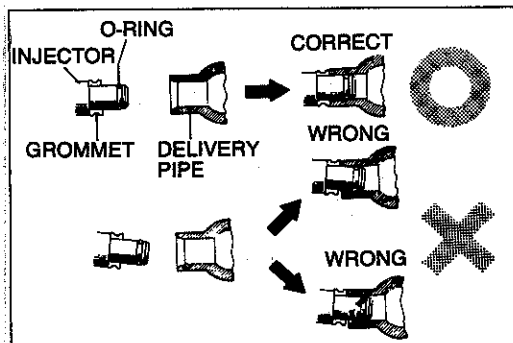 O-RING
INJECTOR
CORRECT
GROMMET
DELIVERY
PIPE
WRONG
WRONG